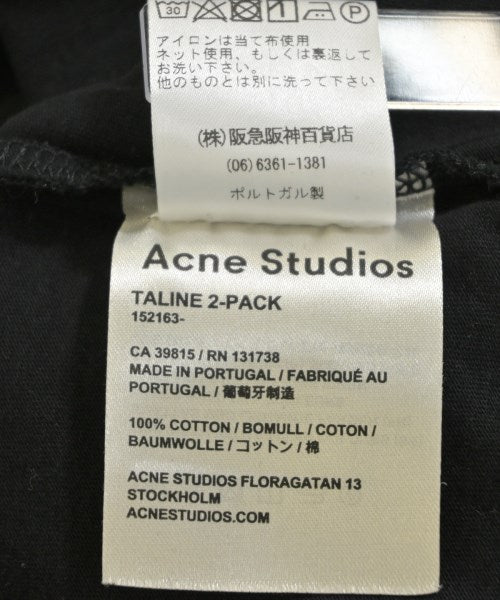 30
アイロンは当て布使用
ネット使用、もしくは裏返して
お洗い下さい。
他のものとは別に洗って下さい
(株)阪急阪神百貨店
(06)6361-1381
ポルトガル製
Acne Studios
TALINE 2-PACK
152163-
CA 39815 / RN 131738
MADE IN PORTUGAL / FABRIQUÉ AU
PORTUGAL / 葡萄牙制造
100% COTTON / BOMULL / COTON /
BAUMWOLLE / コットン / 棉
ACNE STUDIOS FLORAGATAN 13
STOCKHOLM
ACNESTUDIOS.COM